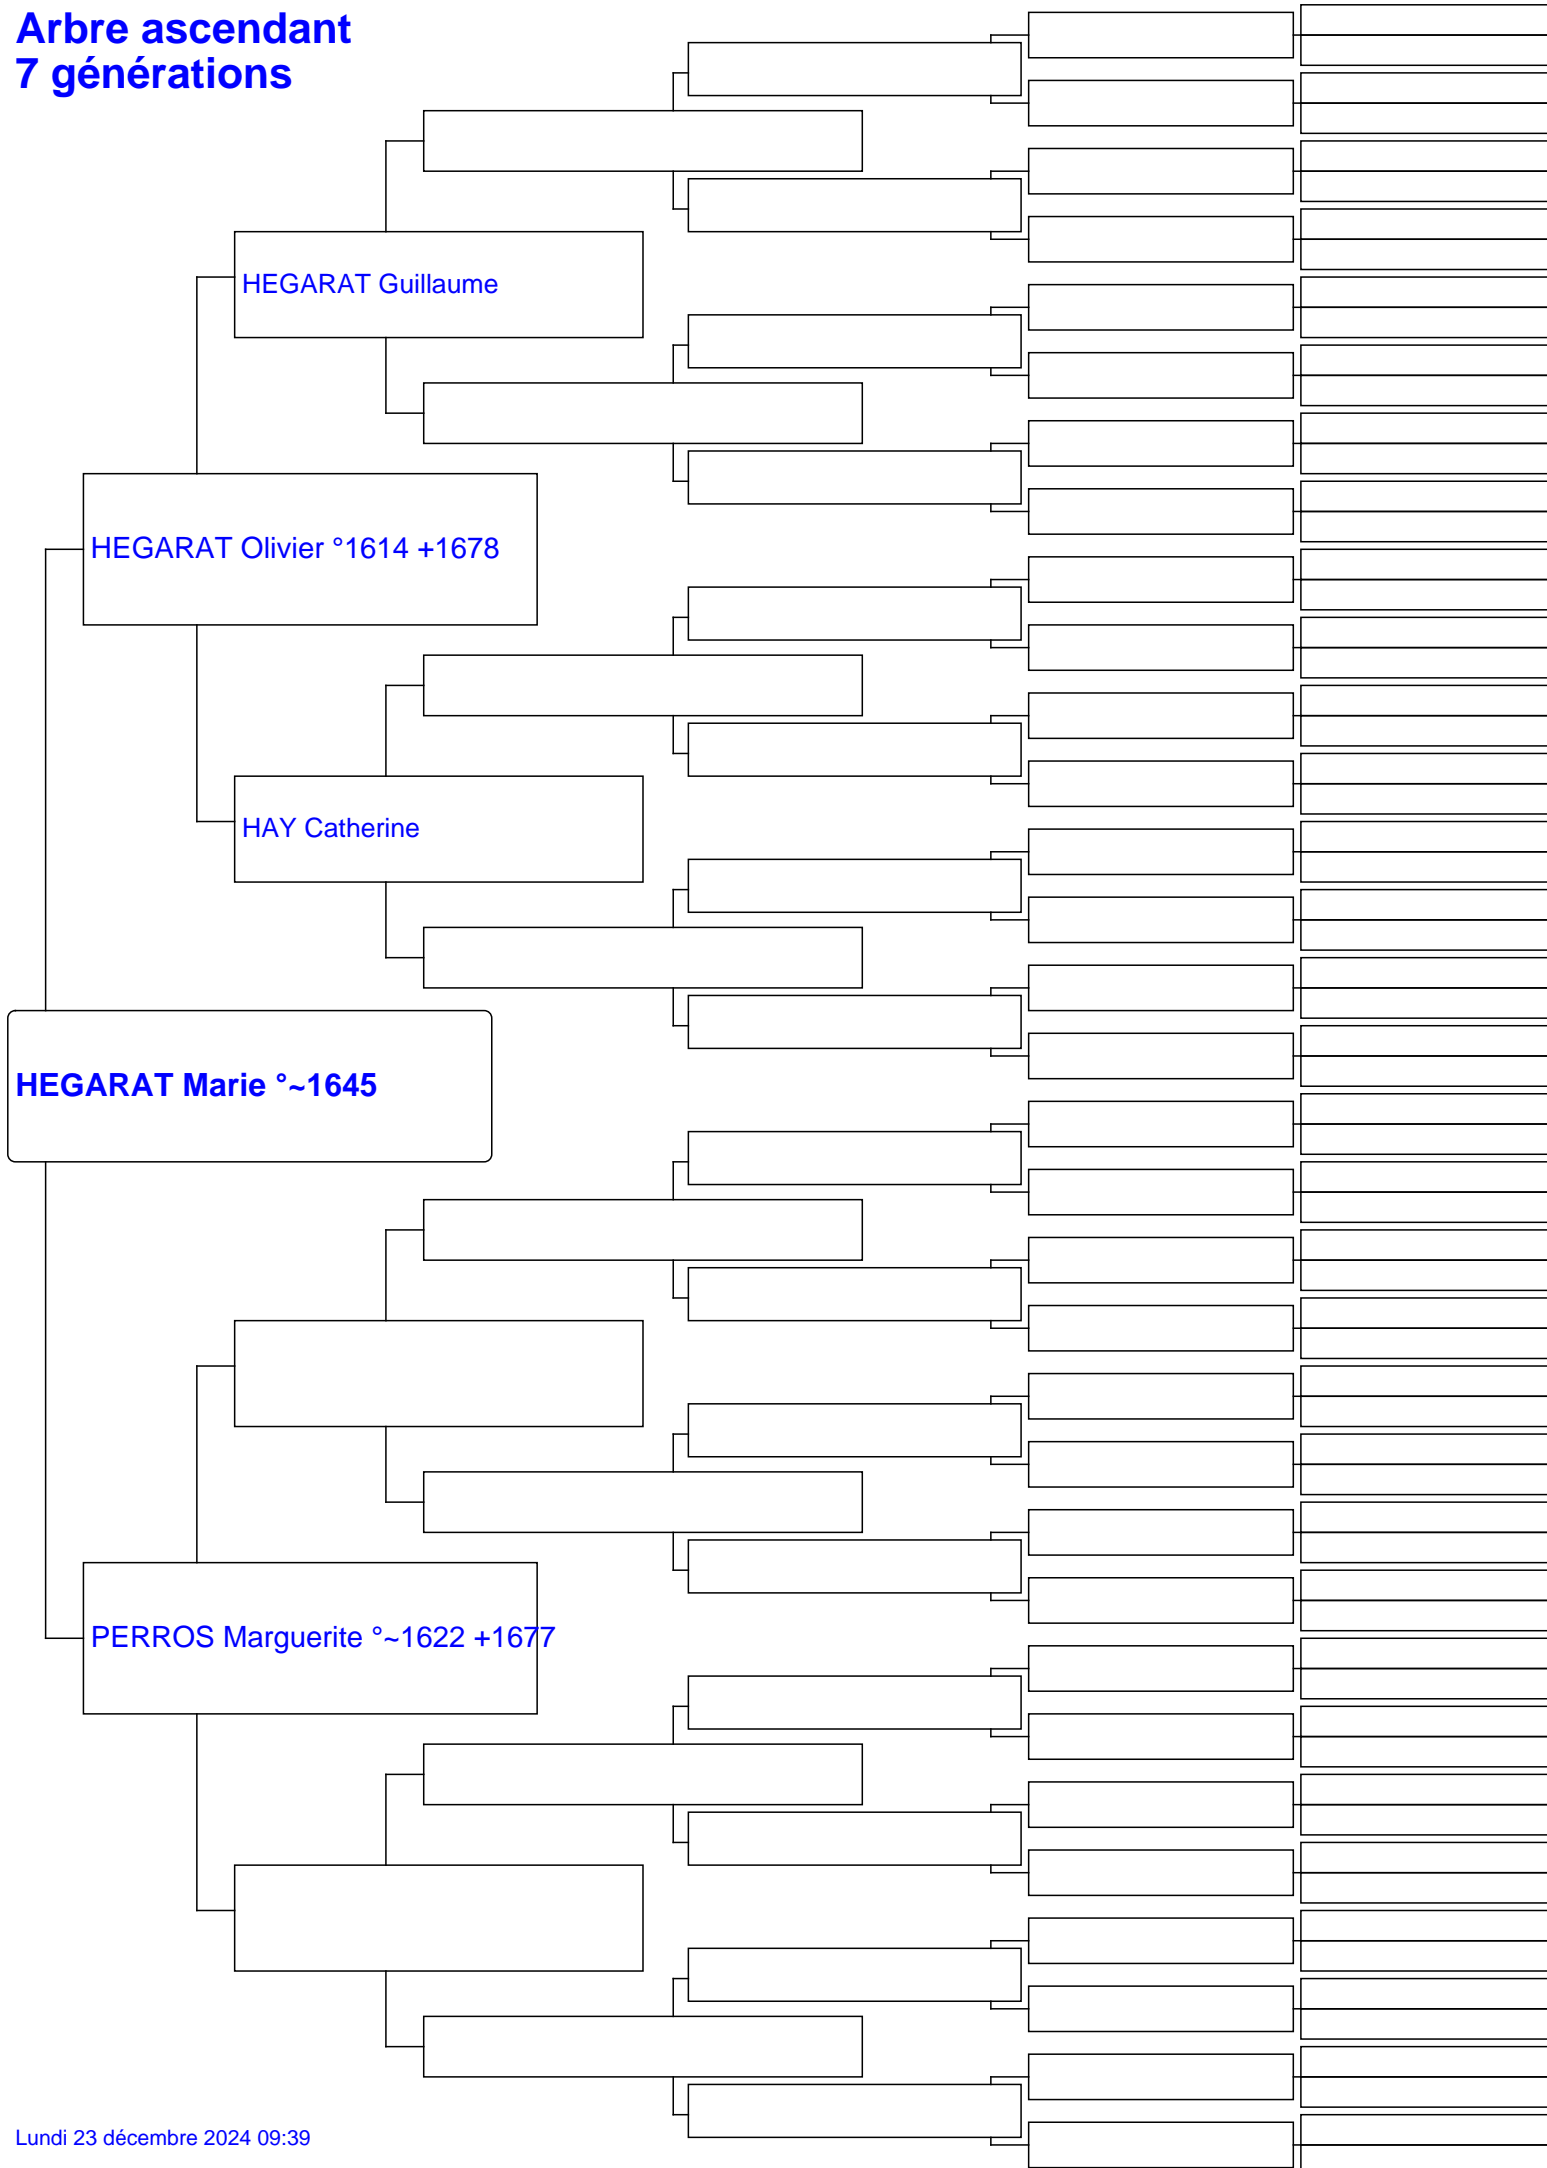 Arbre ascendant
7 générations
HEGARAT Guillaume
HEGARAT Olivier °1614 +1678
HAY Catherine
HEGARAT Marie °~1645
PERROS Marguerite °~1622 +1677
Lundi 23 décembre 2024 09:39